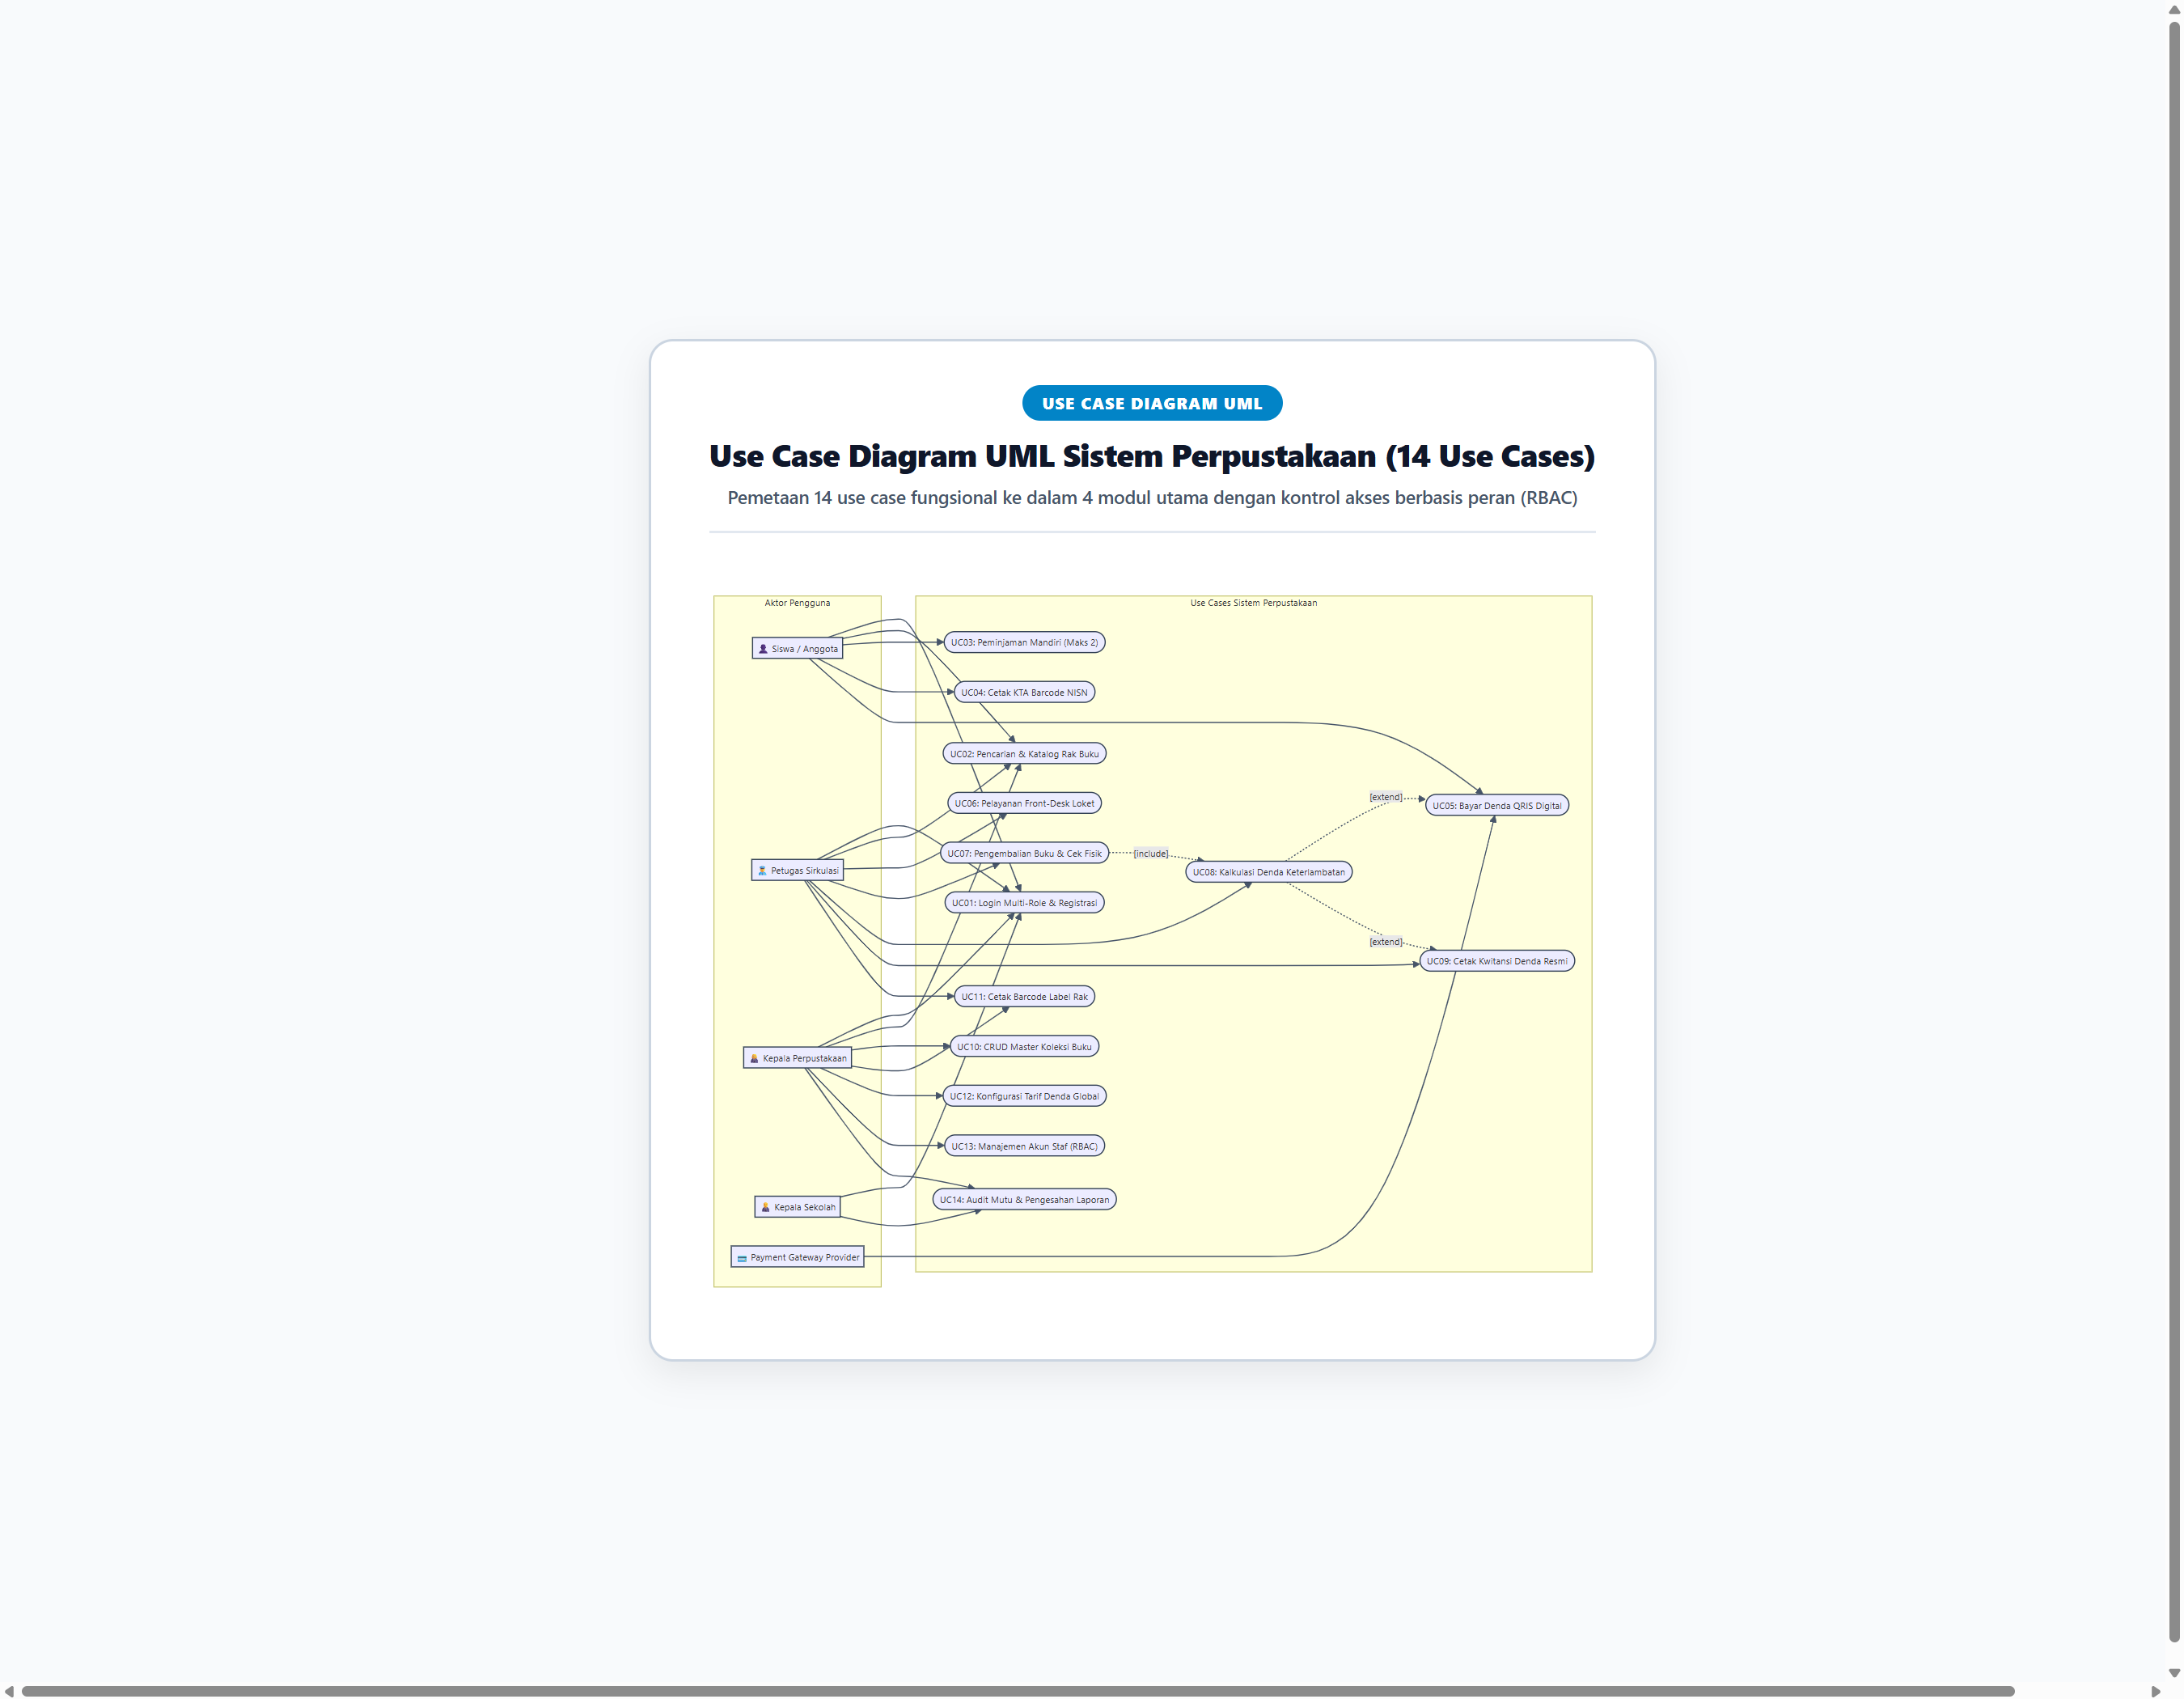 USE CASE DIAGRAM UML
Use Case Diagram UML Sistem Perpustakaan (14 Use Cases)
Pemetaan 14 use case fungsional ke dalam 4 modul utama dengan kontrol akses berbasis peran (RBAC)
Aktor Pengguna
Siswa / Anggota
Petugas Sirkulasi
Kepala Perpustakaan
Kepala Sekolah
Payment Gateway Provider
Use Cases Sistem Perpustakaan
UC03: Peminjaman Mandiri (Maks 2)
UC04: Cetak KTA Barcode NISN
UC02: Pencarian & Katalog Rak Buku
UC06: Pelayanan Front-Desk Loket
UC07: Pengembalian Buku & Cek Fisik
UC01: Login Multi-Role & Registrasi
UC11: Cetak Barcode Label Rak
UC10: CRUD Master Koleksi Buku
UC12: Konfigurasi Tarif Denda Global
UC13: Manajemen Akun Staf (RBAC)
UC14: Audit Mutu & Pengesahan Laporan
[include]
UC08: Kalkulasi Denda Keterlambatan
[extend]
[extend]
UC05: Bayar Denda QRIS Digital
UC09: Cetak Kwitansi Denda Resmi